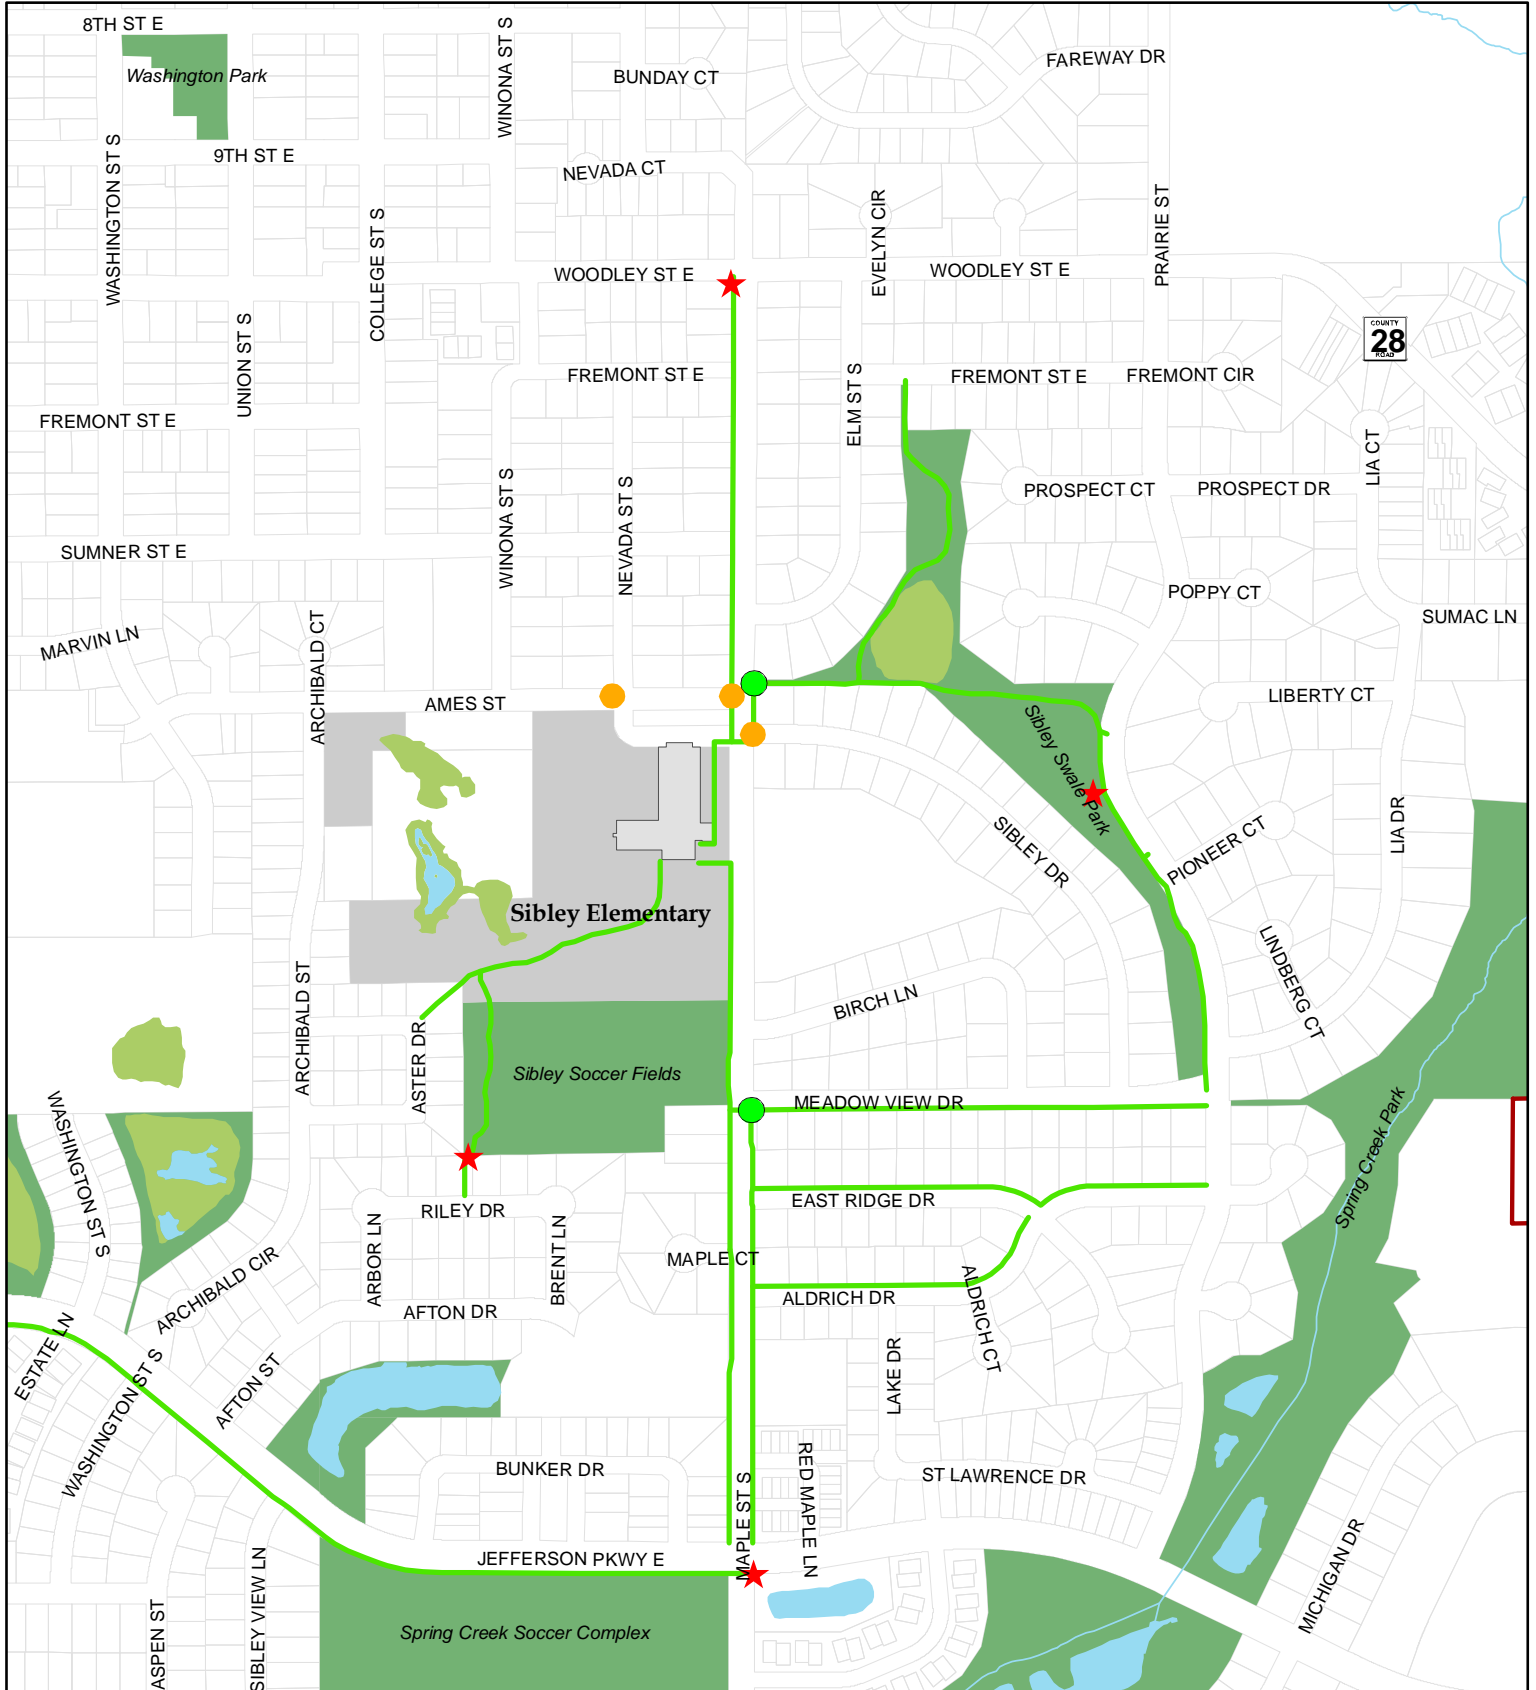 8TH ST E
Washington Park
WINONA ST S
BUNDAY CT
FAREWAY DR
9TH ST E
WASHINGTON ST S
NEVADA CT
COLLEGE ST S
EVELYN CIR
PRAIRIE ST
WOODLEY ST E
WOODLEY ST E
COUNTY
28
ROAD
UNION ST S
FREMONT ST E
ELM ST S
FREMONT ST E
FREMONT CIR
FREMONT ST E
LIA CT
WINONA ST S
NEVADA ST S
PROSPECT CT
PROSPECT DR
SUMNER ST E
POPPY CT
SUMAC LN
MARVIN LN
ARCHIBALD CT
AMES ST
LIBERTY CT
Sibley Swale Park
SIBLEY DR
PIONEER CT
LIA DR
Sibley Elementary
LINDBERG CT
BIRCH LN
ARCHIBALD ST
ASTER DR
Sibley Soccer Fields
MEADOW VIEW DR
WASHINGTON ST S
Spring Creek Park
RILEY DR
EAST RIDGE DR
ARBOR LN
BRENT LN
MAPLE CT
ARCHIBALD CIR
AFTON DR
ALDRICH DR
ALDRICH CT
ESTATE LN
WASHINGTON ST S
AFTON ST
LAKE DR
BUNKER DR
MAPLE ST S
RED MAPLE LN
ST LAWRENCE DR
JEFFERSON PKWY E
MICHIGAN DR
ASPEN ST
SIBLEY VIEW LN
Spring Creek Soccer Complex